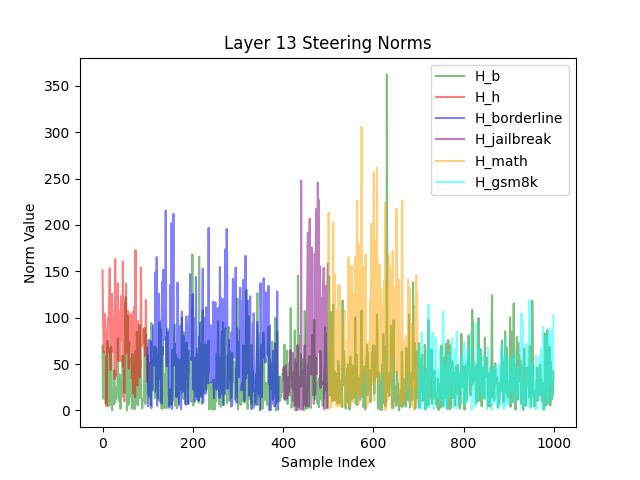 Layer 13 Steering Norms
Norm Value
350
300
250
200
150
100
50
0
H_b
H_h
H_borderline
H_jailbreak
H_math
H_gsm8k
0
200
400
600
800
1000
Sample Index